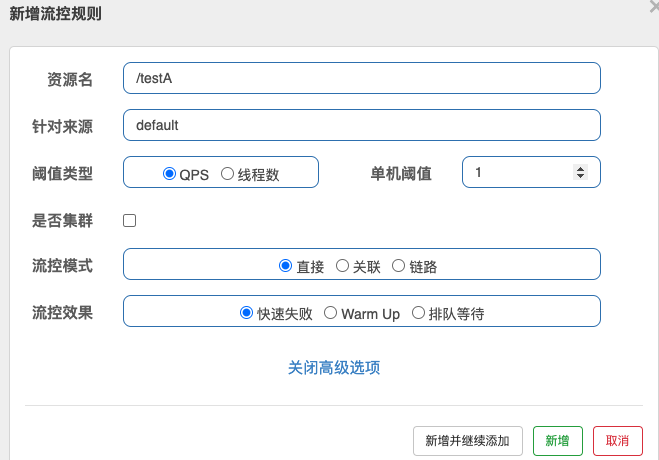 新增流控规则
资源名 /testA
针对来源 default
阈值类型 QPS 线程数 单机阈值 1
是否集群
流控模式 直接 关联 链路
流控效果 快速失败 Warm Up 排队等待
关闭高级选项
新增并继续添加 新增 取消